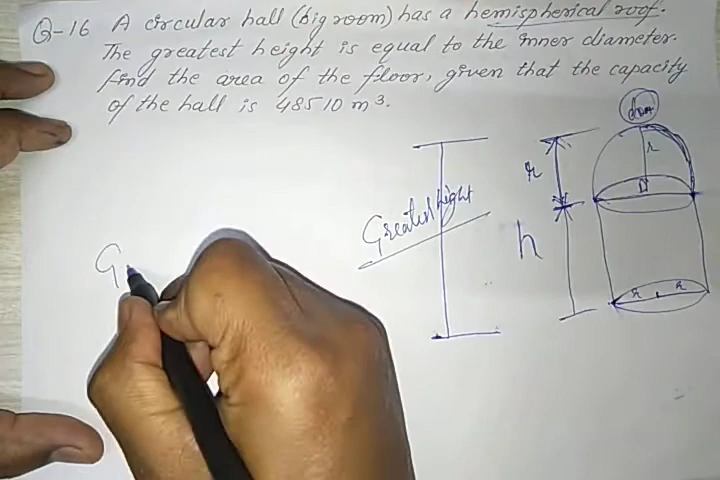 Q-16 A circular hall (big room) has a hemispherical roof.
The greatest height is equal to the inner diameter.
find the area of the floor, given that the capacity
of the hall is 48510 m³.
dom
r
r
Greatest height
h
r r
G